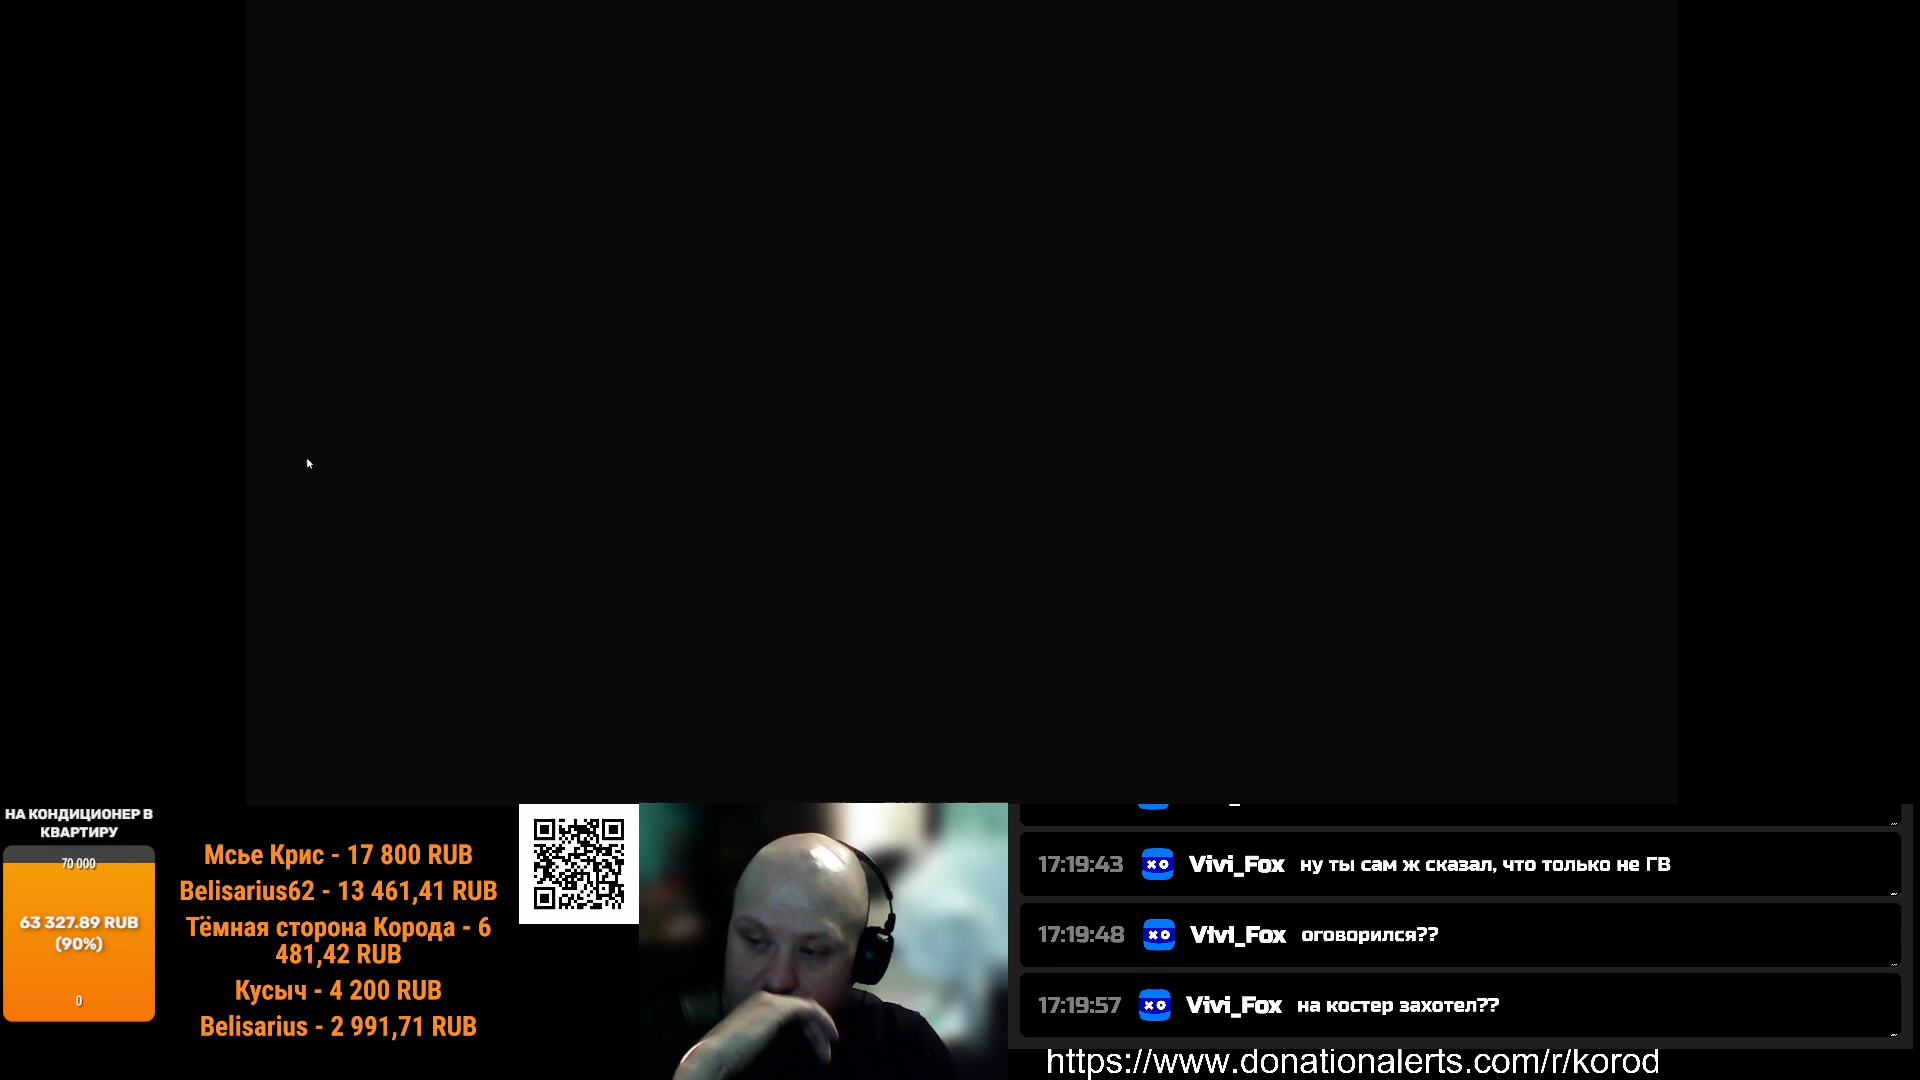 НА КОНДИЦИОНЕР В
КВАРТИРУ
70 000
63 327.89 RUB
(90%)
0
Мсье Крис - 17 800 RUB
Belisarius62 - 13 461,41 RUB
Тёмная сторона Корода - 6
481,42 RUB
Кусыч - 4 200 RUB
Belisarius - 2 991,71 RUB
17:19:43 Vivi_Fox ну ты сам ж сказал, что только не ГВ
17:19:48 Vivi_Fox оговорился??
17:19:57 Vivi_Fox на костер захотел??
https://www.donationalerts.com/r/korod